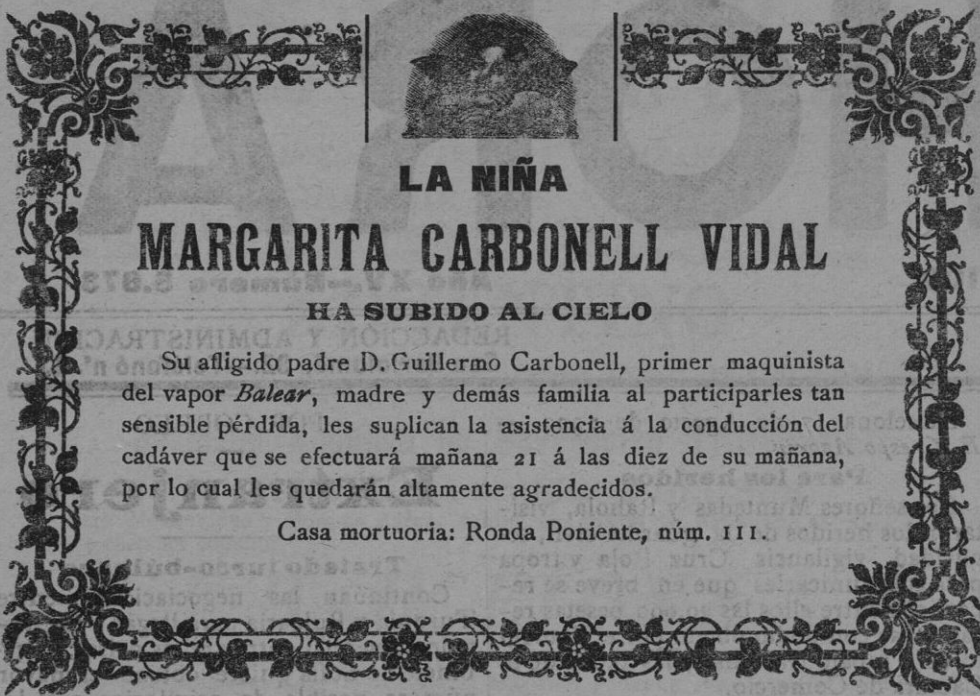 LA NIÑA
MARGARITA CARBONELL VIDAL
HA SUBIDO AL CIELO
Su afligido padre D. Guillermo Carbonell, primer maquinista
del vapor Balear, madre y demás familia al participarles tan
sensible pérdida, les suplican la asistencia á la conducción del
cadáver que se efectuará mañana 21 á las diez de su mañana,
por lo cual les quedarán altamente agradecidos.
Casa mortuoria: Ronda Poniente, núm. 111.